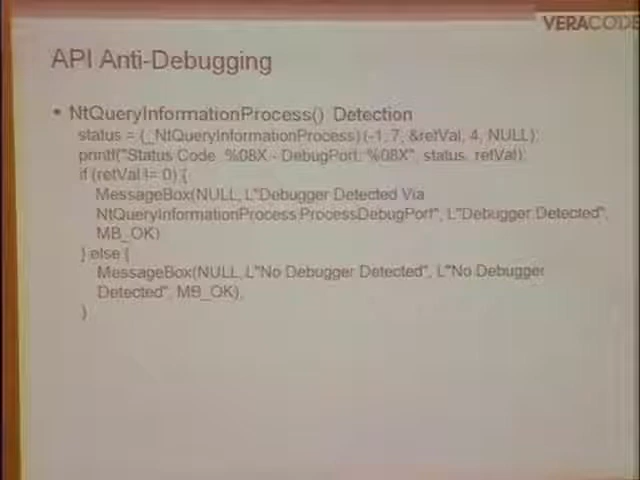 VERACODE
API Anti-Debugging
• NtQueryInformationProcess() Detection
status = (_NtQueryInformationProcess)(-1, 7, &retVal, 4, NULL);
printf("Status Code: %08X - DebugPort: %08X", status, retVal);
if (retVal != 0) {
MessageBox(NULL, L"Debugger Detected Via
NtQueryInformationProcess ProcessDebugPort", L"Debugger Detected",
MB_OK)
} else {
MessageBox(NULL, L"No Debugger Detected", L"No Debugger
Detected", MB_OK);
}